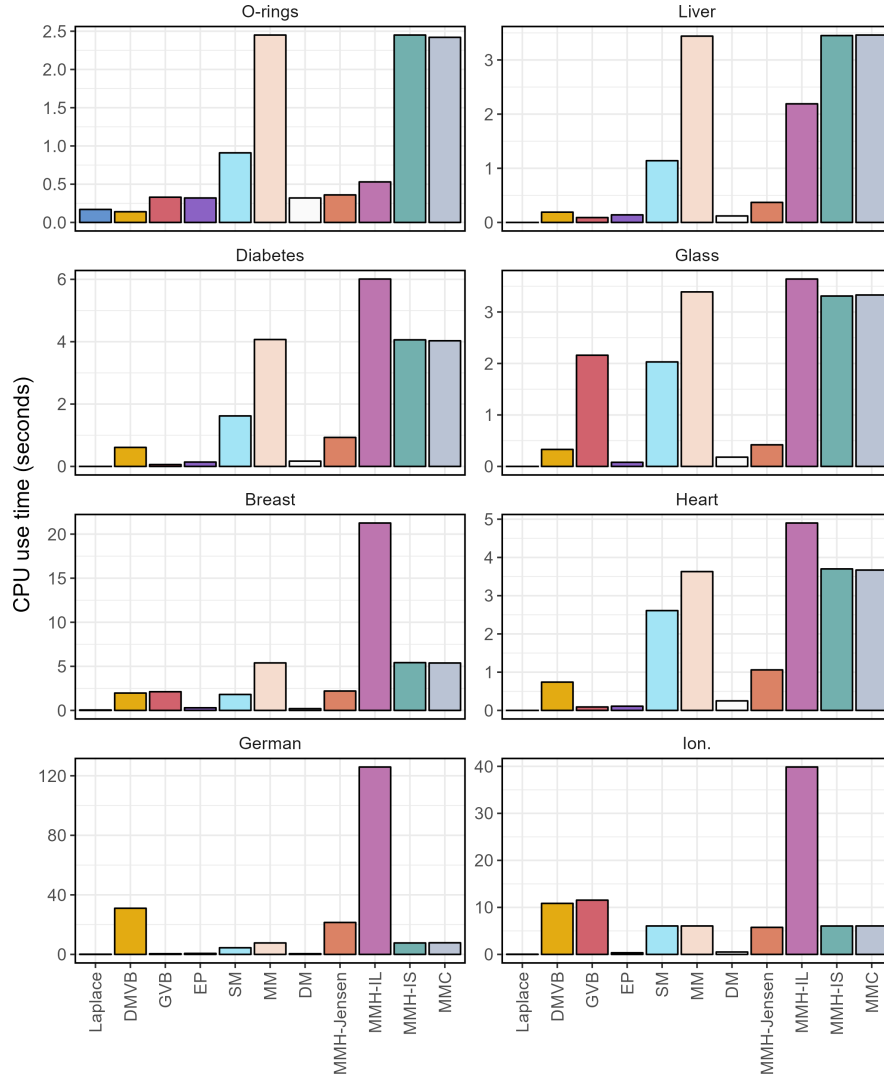 O-rings
Liver
2.5
2.0
1.5
1.0
0.5
0.0
3
2
1
0
Diabetes
Glass
6
4
2
0
3
2
1
0
Breast
Heart
20
15
10
5
0
5
4
3
2
1
0
German
Ion.
120
80
40
0
40
30
20
10
0
CPU use time (seconds)
Laplace
DMVB
GVB
EP
SM
MM
DM
MMH-Jensen
MMH-IL
MMH-IS
MMC
Laplace
DMVB
GVB
EP
SM
MM
DM
MMH-Jensen
MMH-IL
MMH-IS
MMC